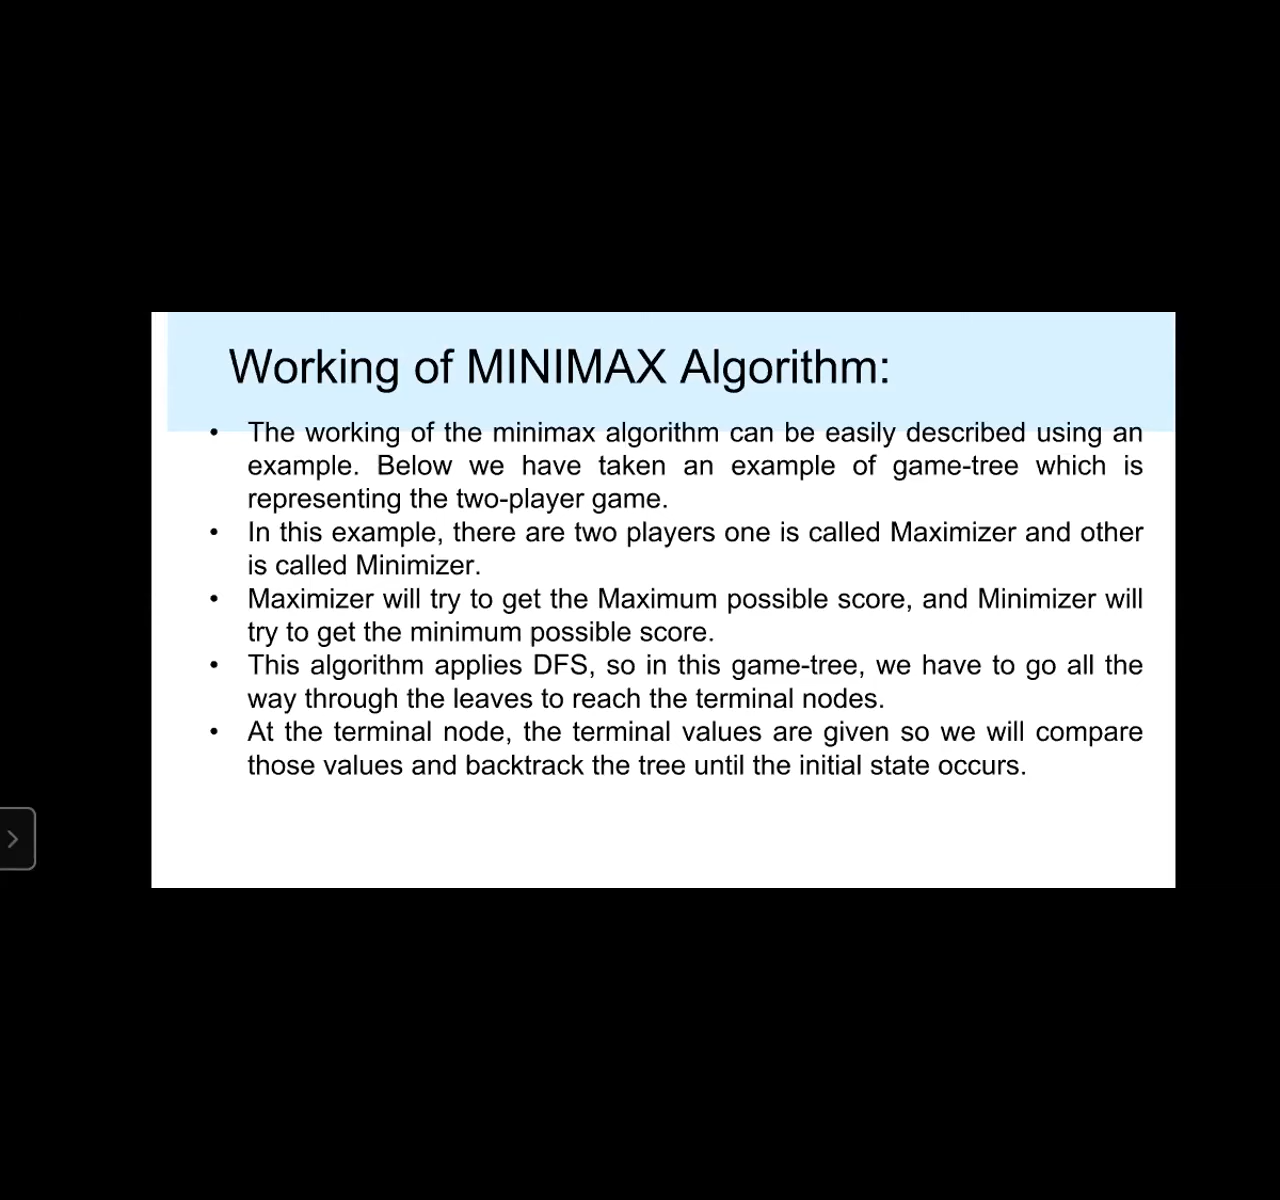 Working of MINIMAX Algorithm:
• The working of the minimax algorithm can be easily described using an
example. Below we have taken an example of game-tree which is
representing the two-player game.
• In this example, there are two players one is called Maximizer and other
is called Minimizer.
• Maximizer will try to get the Maximum possible score, and Minimizer will
try to get the minimum possible score.
• This algorithm applies DFS, so in this game-tree, we have to go all the
way through the leaves to reach the terminal nodes.
• At the terminal node, the terminal values are given so we will compare
those values and backtrack the tree until the initial state occurs.